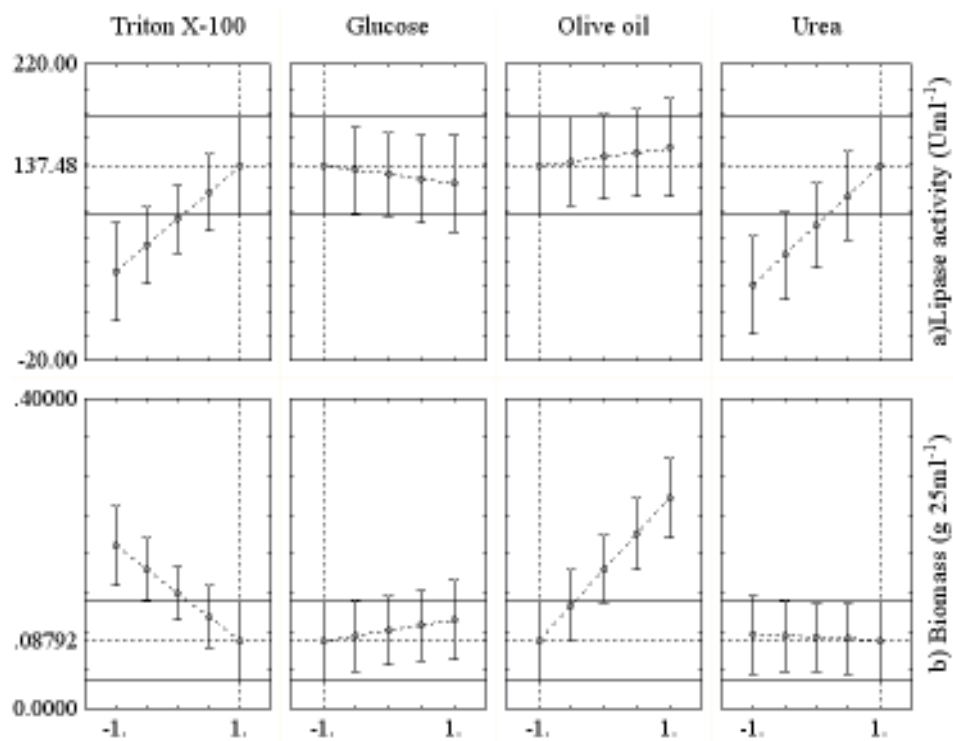 Triton X-100 Glucose Olive oil Urea
220.00
137.48
-20.00
a)Lipase activity (Uml-1)
.40000
.08792
0.0000
b) Biomass (g 25ml-1)
-1. 1. -1. 1. -1. 1. -1. 1.